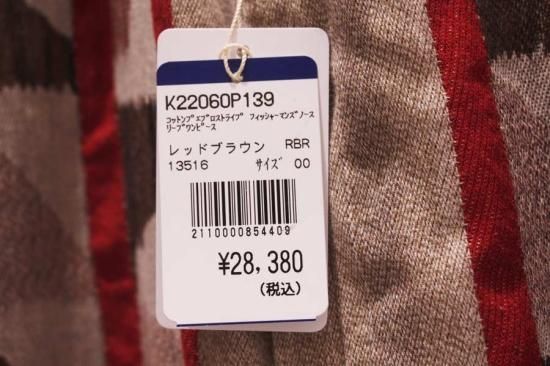 K22060P139
コットンプエブロストライプ フィッシャーマンズノース
リーブワンピース
レッドブラウン RBR
13516 サイズ 00
2110000854409
¥28,380
(税込)